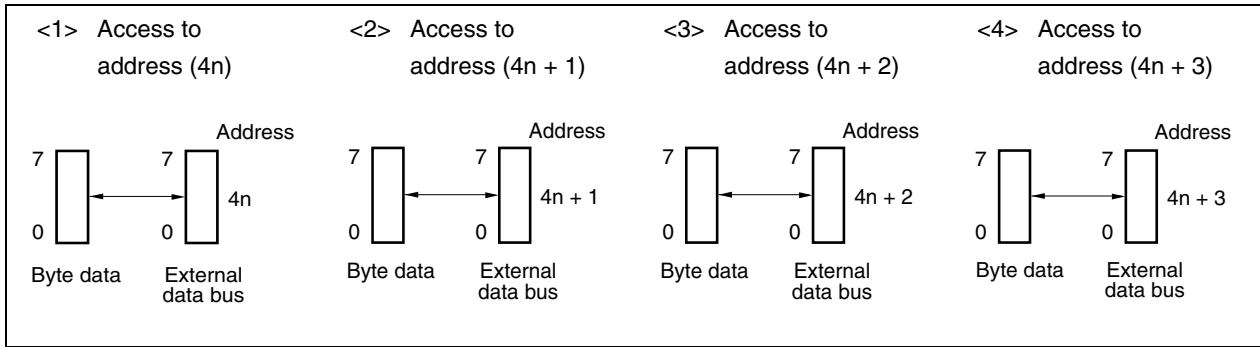 <1> Access to
address (4n)
Address
7
7
4n
0
0
Byte data
External
data bus
<2> Access to
address (4n + 1)
Address
7
7
4n + 1
0
0
Byte data
External
data bus
<3> Access to
address (4n + 2)
Address
7
7
4n + 2
0
0
Byte data
External
data bus
<4> Access to
address (4n + 3)
Address
7
7
4n + 3
0
0
Byte data
External
data bus